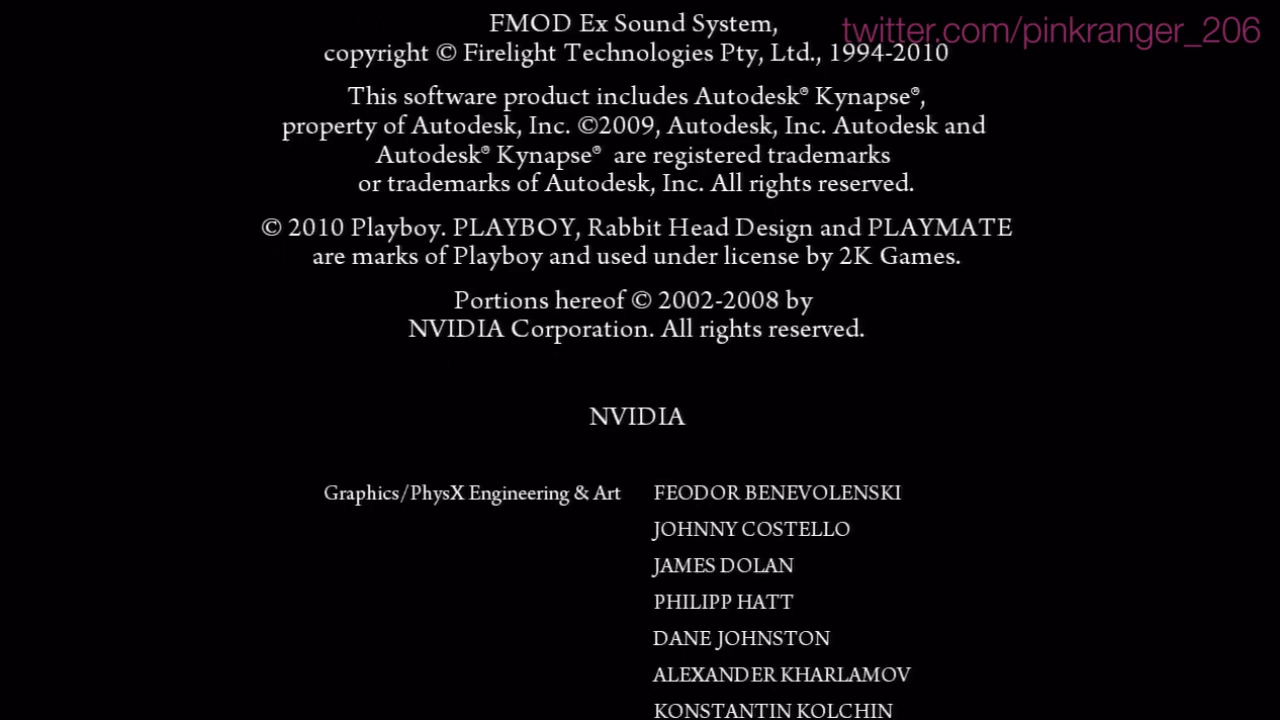 FMOD Ex Sound System,
twitter.com/pinkranger_206
copyright © Firelight Technologies Pty, Ltd., 1994-2010
This software product includes Autodesk® Kynapse®,
property of Autodesk, Inc. ©2009, Autodesk, Inc. Autodesk and
Autodesk® Kynapse® are registered trademarks
or trademarks of Autodesk, Inc. All rights reserved.
© 2010 Playboy. PLAYBOY, Rabbit Head Design and PLAYMATE
are marks of Playboy and used under license by 2K Games.
Portions hereof © 2002-2008 by
NVIDIA Corporation. All rights reserved.
NVIDIA
Graphics/PhysX Engineering & Art FEODOR BENEVOLENSKI
JOHNNY COSTELLO
JAMES DOLAN
PHILIPP HATT
DANE JOHNSTON
ALEXANDER KHARLAMOV
KONSTANTIN KOLCHIN